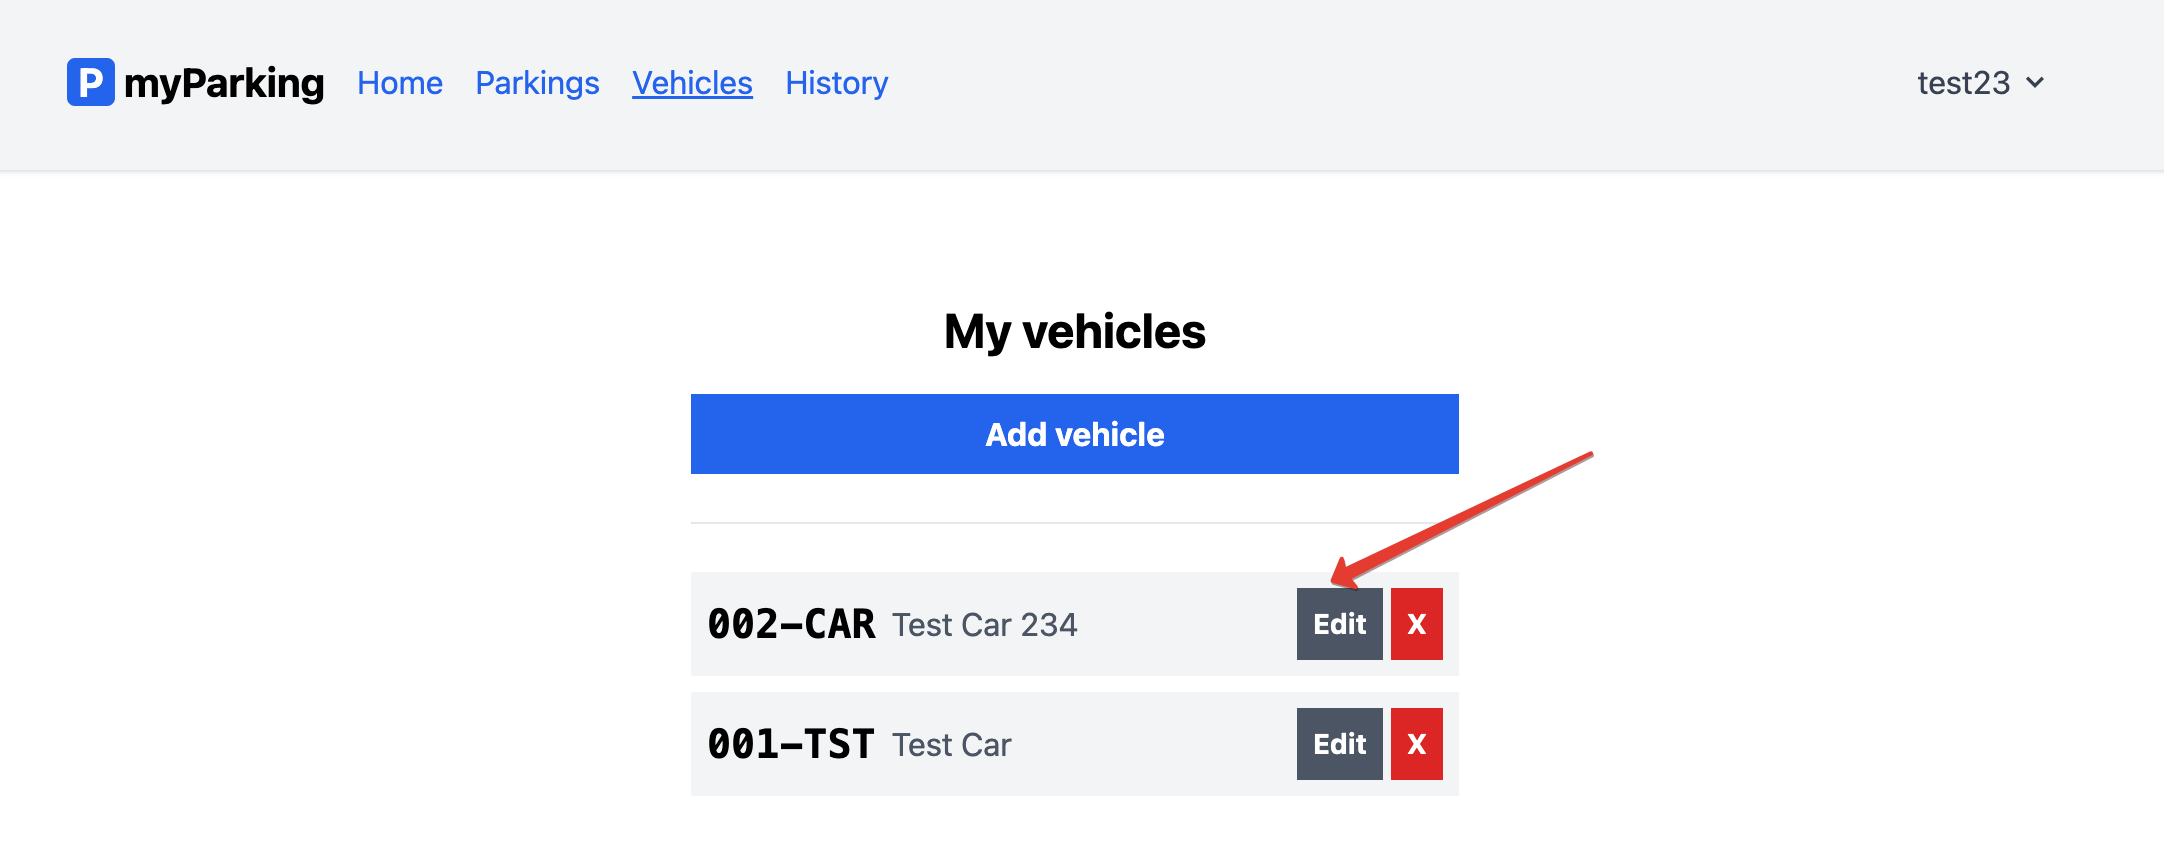 P myParking Home Parkings Vehicles History test23
My vehicles
Add vehicle
002-CAR Test Car 234 Edit X
001-TST Test Car Edit X